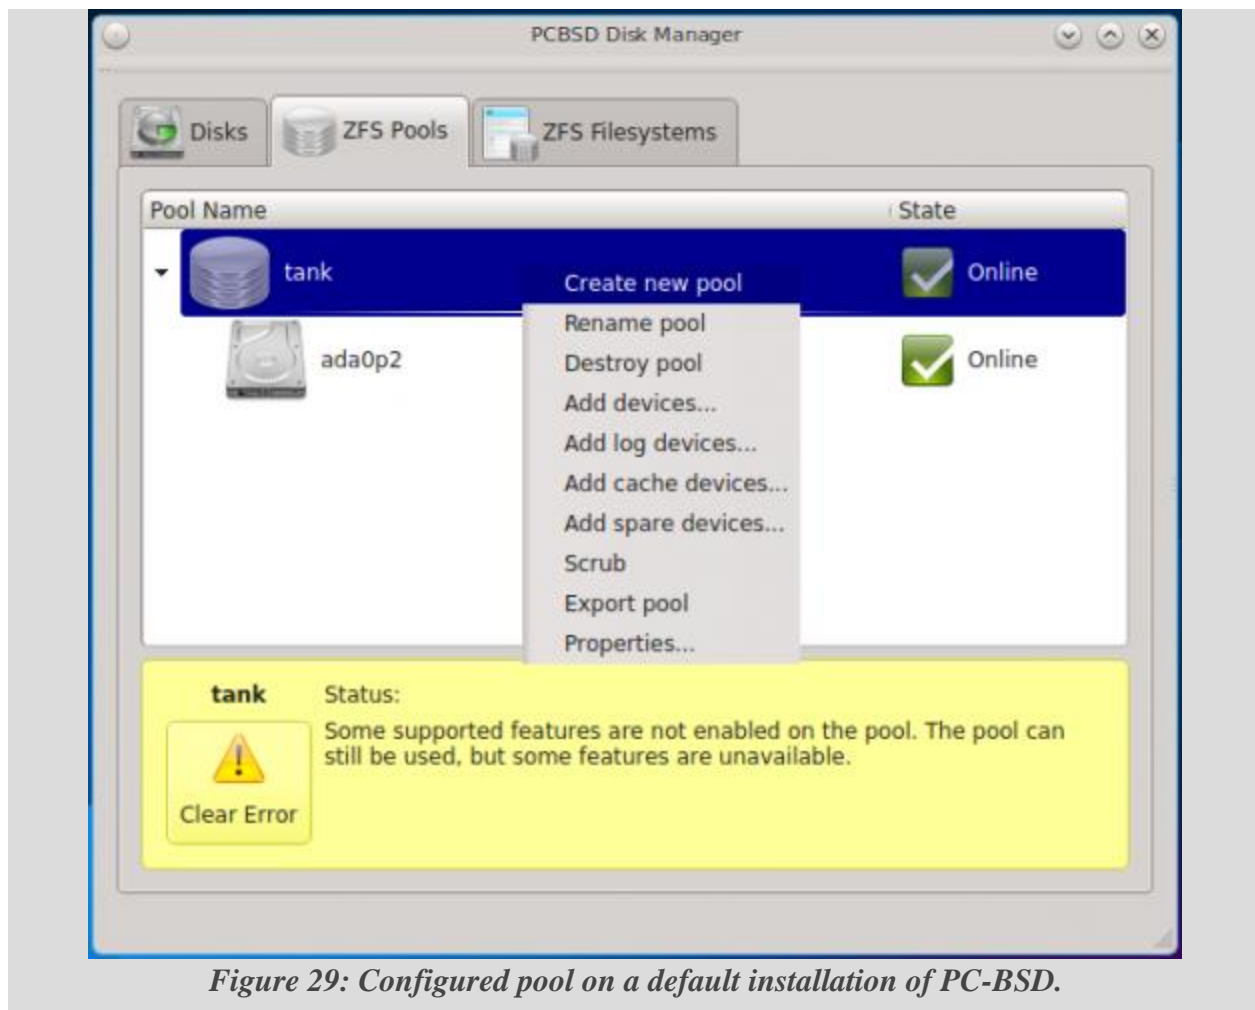 PCBSD Disk Manager
Disks
ZFS Pools
ZFS Filesystems
Pool Name
State
tank
Online
ada0p2
Online
Create new pool
Rename pool
Destroy pool
Add devices...
Add log devices...
Add cache devices...
Add spare devices...
Scrub
Export pool
Properties...
tank
Status:
Some supported features are not enabled on the pool. The pool can
still be used, but some features are unavailable.
Clear Error
Figure 29: Configured pool on a default installation of PC-BSD.